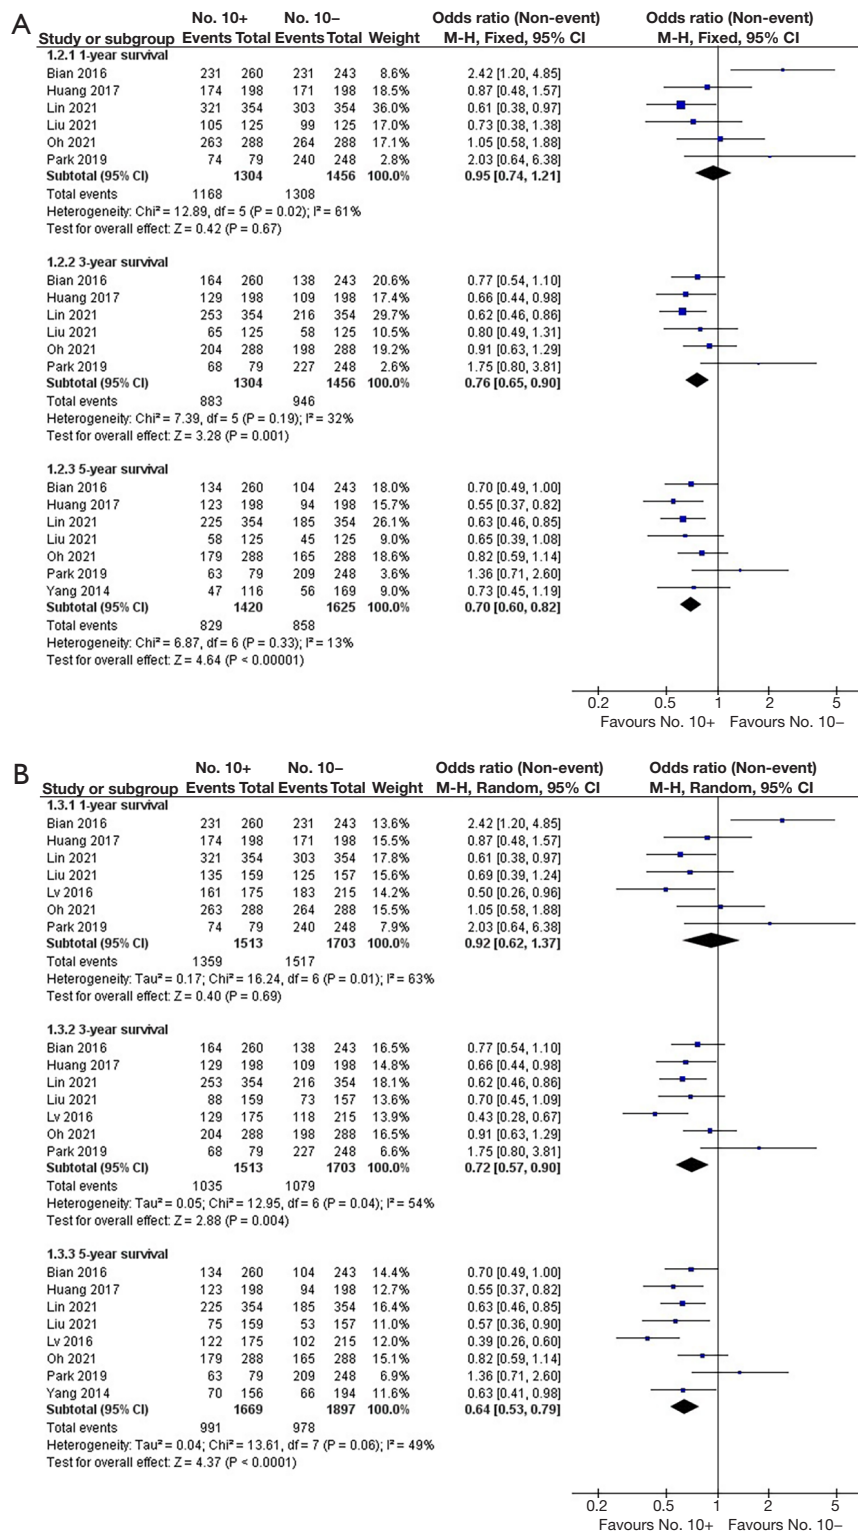 A
No. 10+ No. 10− Odds ratio (Non-event) Odds ratio (Non-event)
Study or subgroup Events Total Events Total Weight M-H, Fixed, 95% CI M-H, Fixed, 95% CI
1.2.1 1-year survival
Bian 2016 231 260 231 243 8.6% 2.42 [1.20, 4.85]
Huang 2017 174 198 171 198 18.5% 0.87 [0.48, 1.57]
Lin 2021 321 354 303 354 36.0% 0.61 [0.38, 0.97]
Liu 2021 105 125 99 125 17.0% 0.73 [0.38, 1.38]
Oh 2021 263 288 264 288 17.1% 1.05 [0.58, 1.88]
Park 2019 74 79 240 248 2.8% 2.03 [0.64, 6.38]
Subtotal (95% CI) 1304 1456 100.0% 0.95 [0.74, 1.21]
Total events 1168 1308
Heterogeneity: Chi² = 12.89, df = 5 (P = 0.02); I² = 61%
Test for overall effect: Z = 0.42 (P = 0.67)
1.2.2 3-year survival
Bian 2016 164 260 138 243 20.6% 0.77 [0.54, 1.10]
Huang 2017 129 198 109 198 17.4% 0.66 [0.44, 0.98]
Lin 2021 253 354 216 354 29.7% 0.62 [0.46, 0.86]
Liu 2021 65 125 58 125 10.5% 0.80 [0.49, 1.31]
Oh 2021 204 288 198 288 19.2% 0.91 [0.63, 1.29]
Park 2019 68 79 227 248 2.6% 1.75 [0.80, 3.81]
Subtotal (95% CI) 1304 1456 100.0% 0.76 [0.65, 0.90]
Total events 883 946
Heterogeneity: Chi² = 7.39, df = 5 (P = 0.19); I² = 32%
Test for overall effect: Z = 3.28 (P = 0.001)
1.2.3 5-year survival
Bian 2016 134 260 104 243 18.0% 0.70 [0.49, 1.00]
Huang 2017 123 198 94 198 15.7% 0.55 [0.37, 0.82]
Lin 2021 225 354 185 354 26.1% 0.63 [0.46, 0.85]
Liu 2021 58 125 45 125 9.0% 0.65 [0.39, 1.08]
Oh 2021 179 288 165 288 18.6% 0.82 [0.59, 1.14]
Park 2019 63 79 209 248 3.6% 1.36 [0.71, 2.60]
Yang 2014 47 116 56 169 9.0% 0.73 [0.45, 1.19]
Subtotal (95% CI) 1420 1625 100.0% 0.70 [0.60, 0.82]
Total events 829 858
Heterogeneity: Chi² = 6.87, df = 6 (P = 0.33); I² = 13%
Test for overall effect: Z = 4.64 (P < 0.00001)
0.2 0.5 1 2 5
Favours No. 10+ Favours No. 10−
B
No. 10+ No. 10− Odds ratio (Non-event) Odds ratio (Non-event)
Study or subgroup Events Total Events Total Weight M-H, Random, 95% CI M-H, Random, 95% CI
1.3.1 1-year survival
Bian 2016 231 260 231 243 13.6% 2.42 [1.20, 4.85]
Huang 2017 174 198 171 198 15.5% 0.87 [0.48, 1.57]
Lin 2021 321 354 303 354 17.8% 0.61 [0.38, 0.97]
Liu 2021 135 159 125 157 15.6% 0.69 [0.39, 1.24]
Lv 2016 161 175 183 215 14.2% 0.50 [0.26, 0.96]
Oh 2021 263 288 264 288 15.5% 1.05 [0.58, 1.88]
Park 2019 74 79 240 248 7.9% 2.03 [0.64, 6.38]
Subtotal (95% CI) 1513 1703 100.0% 0.92 [0.62, 1.37]
Total events 1359 1517
Heterogeneity: Tau² = 0.17; Chi² = 16.24, df = 6 (P = 0.01); I² = 63%
Test for overall effect: Z = 0.40 (P = 0.69)
1.3.2 3-year survival
Bian 2016 164 260 138 243 16.5% 0.77 [0.54, 1.10]
Huang 2017 129 198 109 198 14.8% 0.66 [0.44, 0.98]
Lin 2021 253 354 216 354 18.1% 0.62 [0.46, 0.86]
Liu 2021 88 159 73 157 13.6% 0.70 [0.45, 1.09]
Lv 2016 129 175 118 215 13.9% 0.43 [0.28, 0.67]
Oh 2021 204 288 198 288 16.5% 0.91 [0.63, 1.29]
Park 2019 68 79 227 248 6.6% 1.75 [0.80, 3.81]
Subtotal (95% CI) 1513 1703 100.0% 0.72 [0.57, 0.90]
Total events 1035 1079
Heterogeneity: Tau² = 0.05; Chi² = 12.95, df = 6 (P = 0.04); I² = 54%
Test for overall effect: Z = 2.88 (P = 0.004)
1.3.3 5-year survival
Bian 2016 134 260 104 243 14.4% 0.70 [0.49, 1.00]
Huang 2017 123 198 94 198 12.7% 0.55 [0.37, 0.82]
Lin 2021 225 354 185 354 16.4% 0.63 [0.46, 0.85]
Liu 2021 75 159 53 157 11.0% 0.57 [0.36, 0.90]
Lv 2016 122 175 102 215 12.0% 0.39 [0.26, 0.60]
Oh 2021 179 288 165 288 15.1% 0.82 [0.59, 1.14]
Park 2019 63 79 209 248 6.9% 1.36 [0.71, 2.60]
Yang 2014 70 156 66 194 11.6% 0.63 [0.41, 0.98]
Subtotal (95% CI) 1669 1897 100.0% 0.64 [0.53, 0.79]
Total events 991 978
Heterogeneity: Tau² = 0.04; Chi² = 13.61, df = 7 (P = 0.06); I² = 49%
Test for overall effect: Z = 4.37 (P < 0.0001)
0.2 0.5 1 2 5
Favours No. 10+ Favours No. 10−